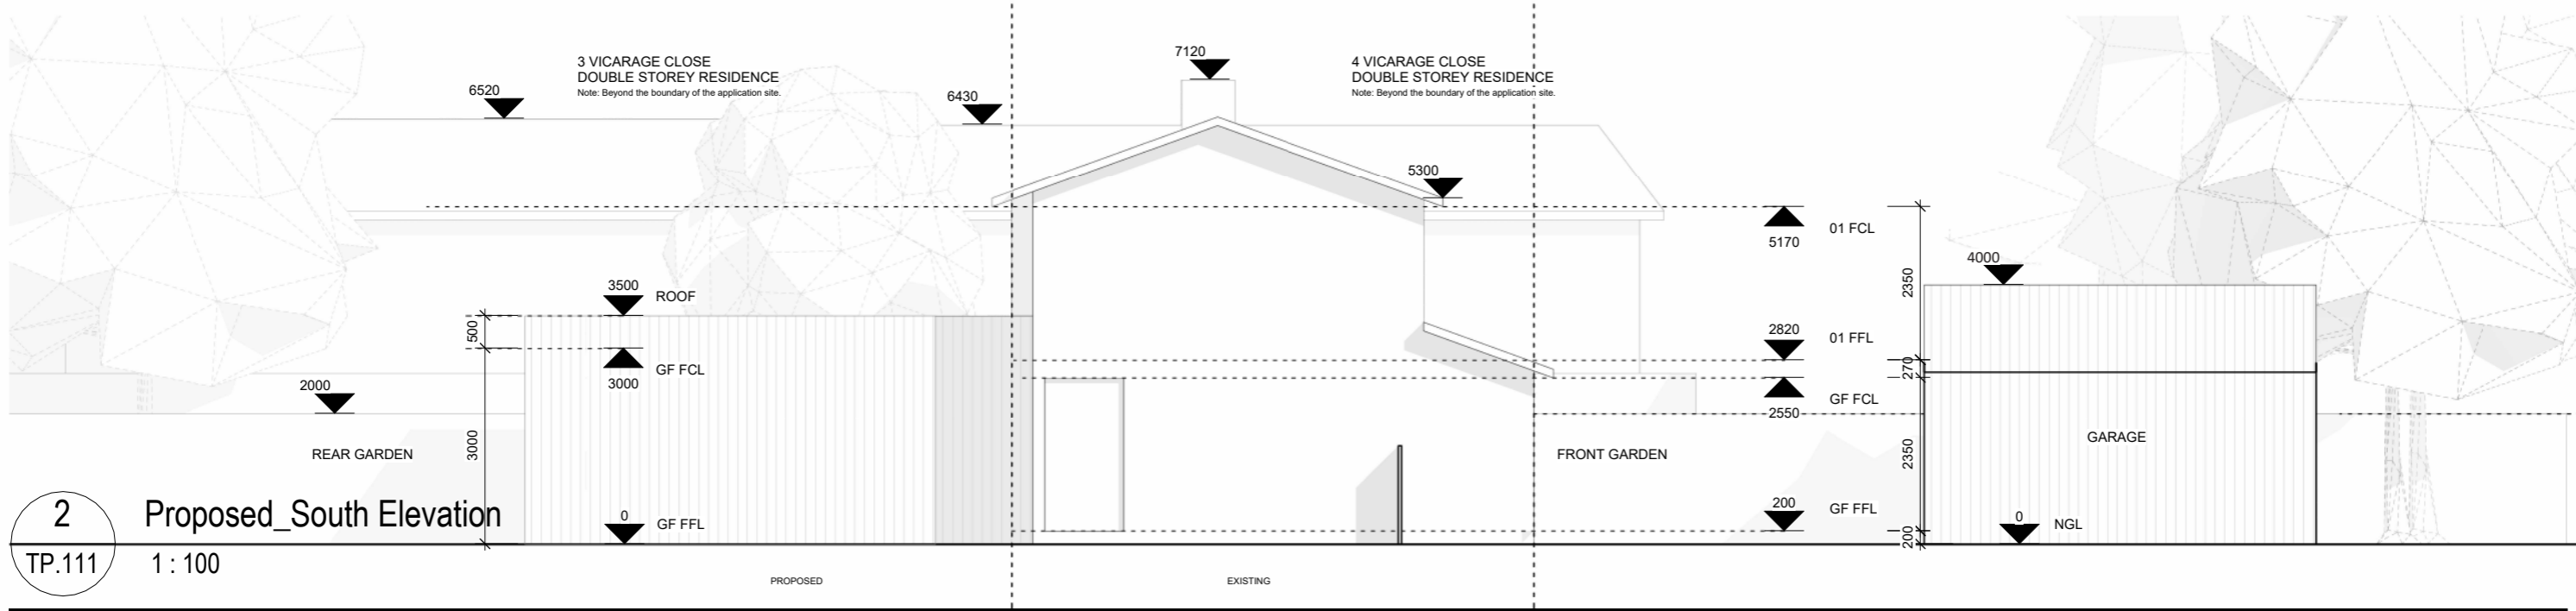 7120
3 VICARAGE CLOSE
DOUBLE STOREY RESIDENCE
Note: Beyond the boundary of the application site.
4 VICARAGE CLOSE
DOUBLE STOREY RESIDENCE
Note: Beyond the boundary of the application site.
6520
6430
5300
5170
01 FCL
4000
2350
3500
ROOF
500
GF FCL
3000
2820
01 FFL
270
2000
GF FCL
2550
REAR GARDEN
3000
FRONT GARDEN
2350
GARAGE
0
GF FFL
200
GF FFL
200
0
NGL
2
Proposed_South Elevation
TP.111
1 : 100
PROPOSED
EXISTING